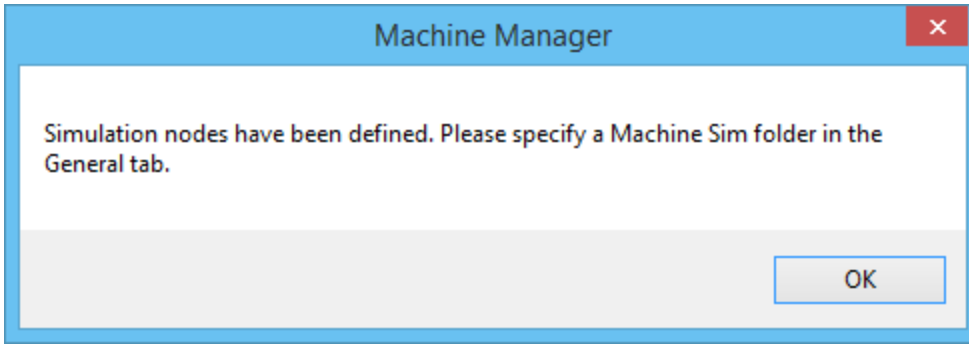 Machine Manager
Simulation nodes have been defined. Please specify a Machine Sim folder in the
General tab.
OK